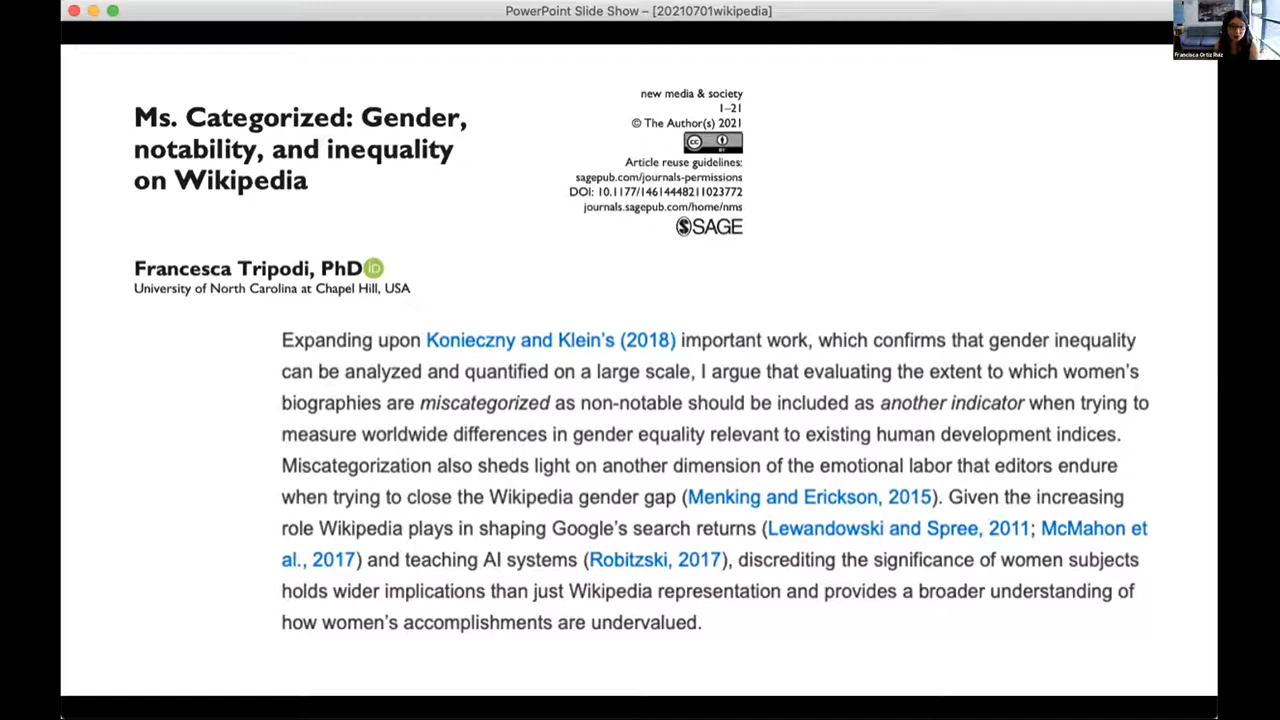 PowerPoint Slide Show – [20210701wikipedia]
Francisca Ortiz Ruiz
Ms. Categorized: Gender,
notability, and inequality
on Wikipedia
new media & society
1–21
© The Author(s) 2021
cc BY
Article reuse guidelines:
sagepub.com/journals-permissions
DOI: 10.1177/14614448211023772
journals.sagepub.com/home/nms
SAGE
Francesca Tripodi, PhD iD
University of North Carolina at Chapel Hill, USA
Expanding upon Konieczny and Klein’s (2018) important work, which confirms that gender inequality
can be analyzed and quantified on a large scale, I argue that evaluating the extent to which women’s
biographies are miscategorized as non-notable should be included as another indicator when trying to
measure worldwide differences in gender equality relevant to existing human development indices.
Miscategorization also sheds light on another dimension of the emotional labor that editors endure
when trying to close the Wikipedia gender gap (Menking and Erickson, 2015). Given the increasing
role Wikipedia plays in shaping Google’s search returns (Lewandowski and Spree, 2011; McMahon et
al., 2017) and teaching AI systems (Robitzski, 2017), discrediting the significance of women subjects
holds wider implications than just Wikipedia representation and provides a broader understanding of
how women’s accomplishments are undervalued.